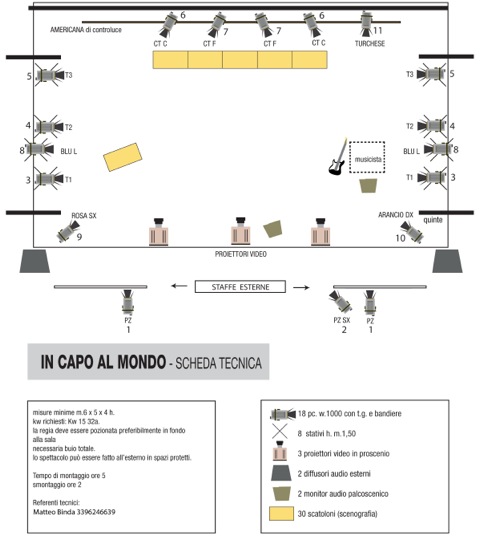 6 6
AMERICANA di controluce
7 7 11
CT C CT F CT F CT C TURCHESE
5 T3 T3 5
4 T2 T2 4
8 BLU L BLU L 8
musicista
3 T1 T1 3
ROSA SX ARANCIO DX quinte
9 10
PROIETTORI VIDEO
STAFFE ESTERNE
PZ PZ SX PZ
1 2 1
IN CAPO AL MONDO - SCHEDA TECNICA
misure minime m.6 x 5 x 4 h.
kw richiesti: Kw 15 32a.
la regia deve essere pozionata preferibilmente in fondo
alla sala
necessaria buio totale.
lo spettacolo può essere fatto all'esterno in spazi protetti.
Tempo di montaggio ore 5
smontaggio ore 2
Referenti tecnici:
Matteo Binda 3396246639
18 pc. w.1000 con t.g. e bandiere
8 stativi h. m.1,50
3 proiettori video in proscenio
2 diffusori audio esterni
2 monitor audio palcoscenico
30 scatoloni (scenografia)